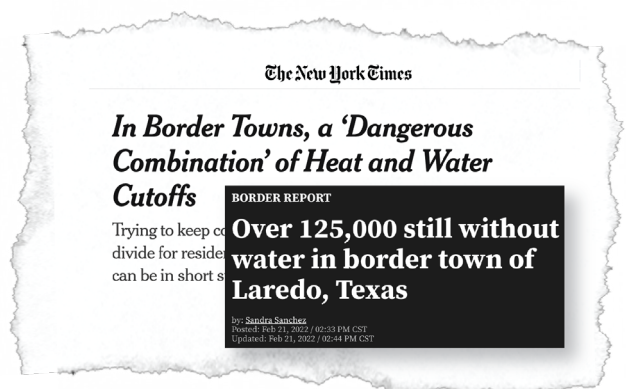 The New York Times
In Border Towns, a ‘Dangerous
Combination’ of Heat and Water
Cutoffs
Trying to keep
divide for
can be in short
BORDER REPORT
Over 125,000 still without
water in border town of
Laredo, Texas
by: Sandra Sanchez
Posted: Feb 21, 2022 / 02:33 PM CST
Updated: Feb 21, 2022 / 02:44 PM CST